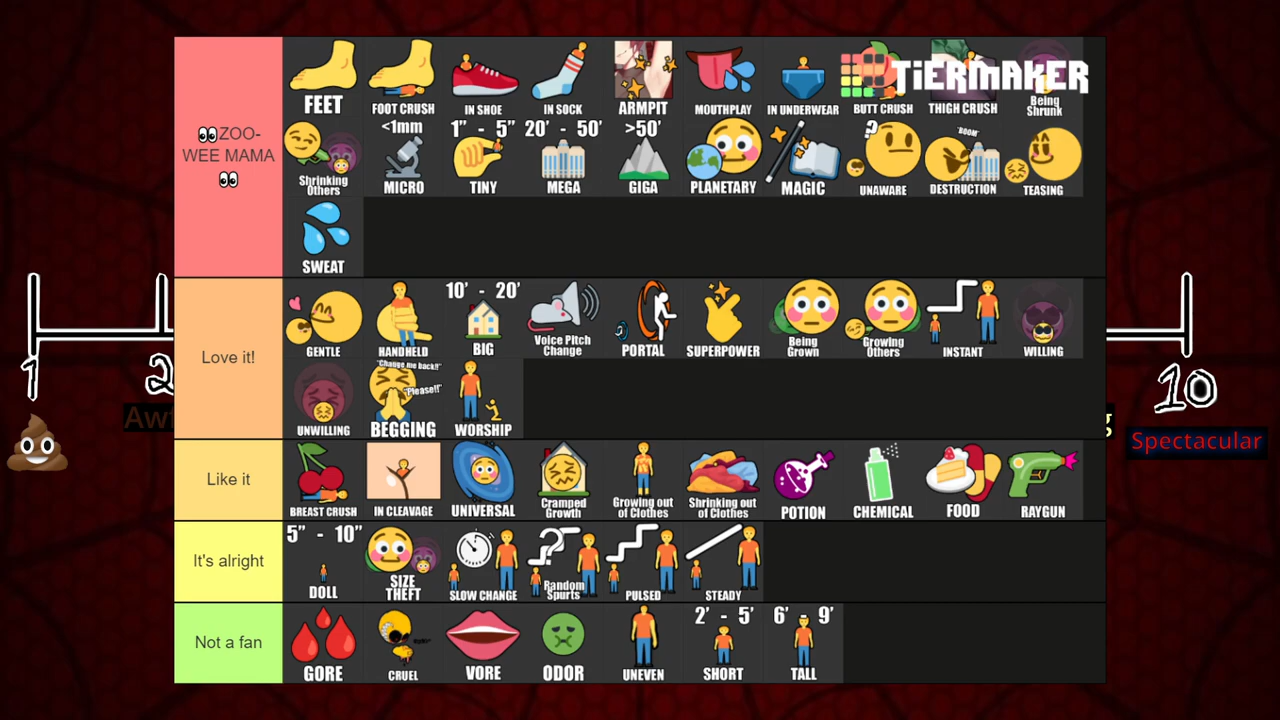 FEET
FOOT CRUSH
IN SHOE
IN SOCK
ARMPIT
MOUTHPLAY
IN UNDERWEAR
BUTT CRUSH
THIGH CRUSH
Being
Shrunk
TiERMAKER
👀ZOO-
WEE MAMA
👀
Shrinking
Others
<1mm
MICRO
1" - 5"
TINY
20' - 50'
MEGA
>50'
GIGA
PLANETARY
MAGIC
?
UNAWARE
"BOOM"
DESTRUCTION
TEASING
SWEAT
Love it!
GENTLE
HANDHELD
10' - 20'
BIG
Voice Pitch
Change
PORTAL
SUPERPOWER
Being
Grown
Growing
Others
INSTANT
WILLING
UNWILLING
"Change me back!!"
"Please!!"
BEGGING
WORSHIP
1
2
10
Spectacular
Like it
BREAST CRUSH
IN CLEAVAGE
UNIVERSAL
Cramped
Growth
Growing out
of Clothes
Shrinking out
of Clothes
POTION
CHEMICAL
FOOD
RAYGUN
It's alright
5" - 10"
DOLL
SIZE
THEFT
SLOW CHANGE
Random
Spurts
PULSED
STEADY
Not a fan
GORE
CRUEL
VORE
ODOR
UNEVEN
2' - 5'
SHORT
6' - 9'
TALL